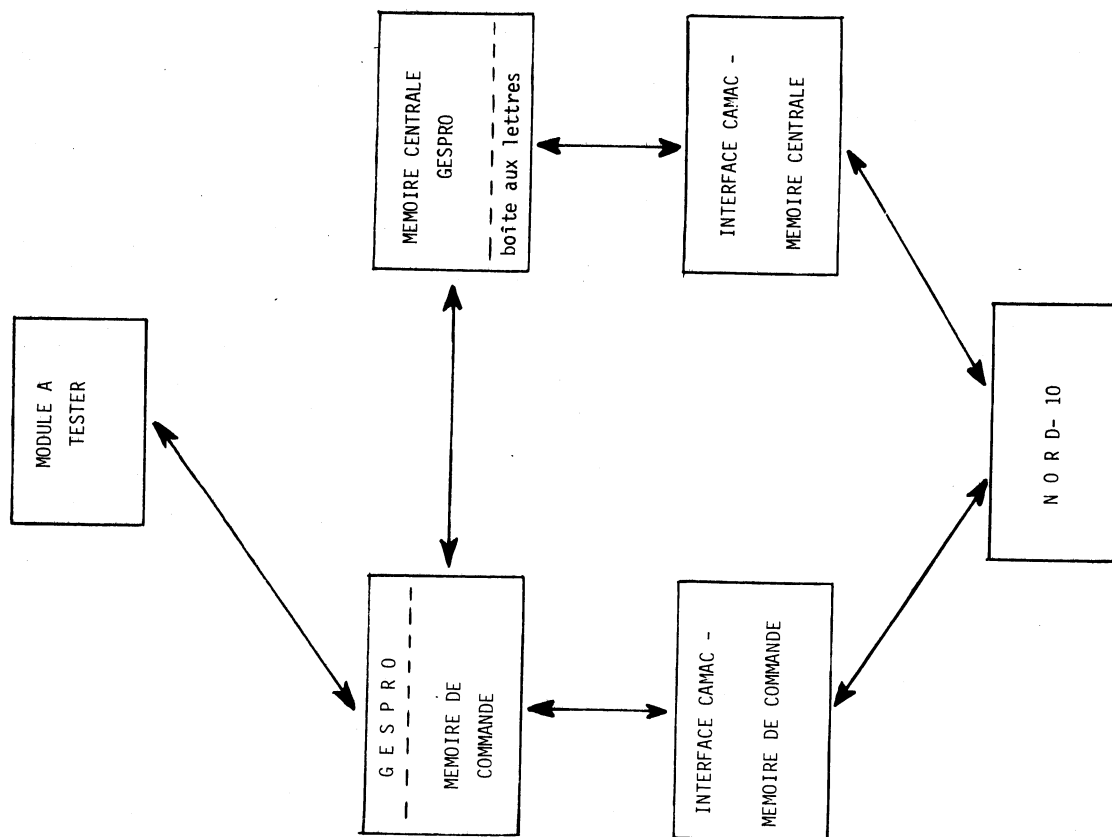 MODULE A
TESTER
MEMOIRE CENTRALE
GESPRO
boîte aux lettres
INTERFACE CAMAC -
MEMOIRE CENTRALE
G E S P R O
MEMOIRE DE
COMMANDE
INTERFACE CAMAC -
MEMOIRE DE COMMANDE
N O R D- 10